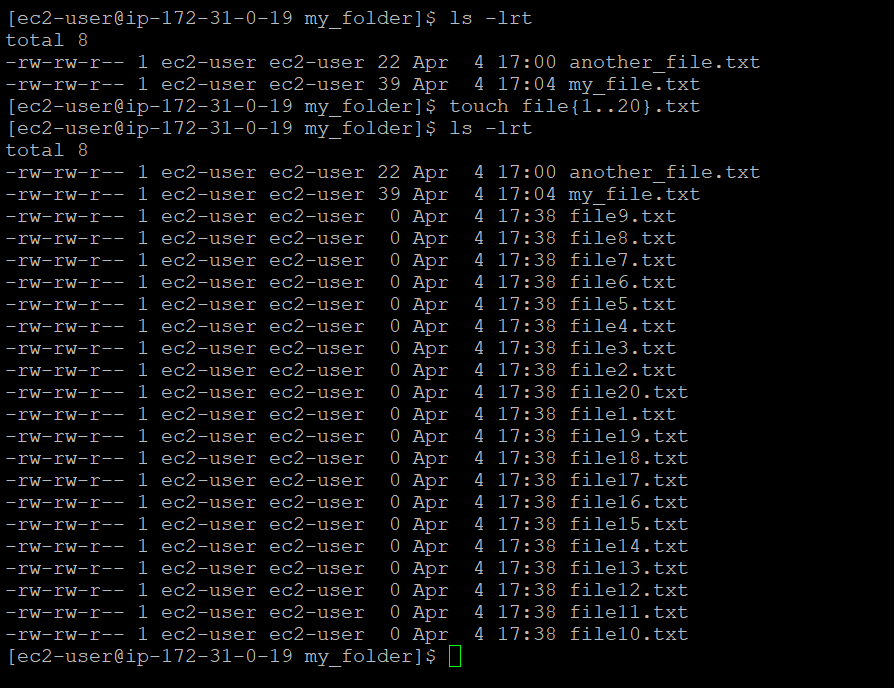 [ec2-user@ip-172-31-0-19 my_folder]$ ls -lrt
total 8
-rw-rw-r-- 1 ec2-user ec2-user 22 Apr  4 17:00 another_file.txt
-rw-rw-r-- 1 ec2-user ec2-user 39 Apr  4 17:04 my_file.txt
[ec2-user@ip-172-31-0-19 my_folder]$ touch file{1..20}.txt
[ec2-user@ip-172-31-0-19 my_folder]$ ls -lrt
total 8
-rw-rw-r-- 1 ec2-user ec2-user 22 Apr  4 17:00 another_file.txt
-rw-rw-r-- 1 ec2-user ec2-user 39 Apr  4 17:04 my_file.txt
-rw-rw-r-- 1 ec2-user ec2-user  0 Apr  4 17:38 file9.txt
-rw-rw-r-- 1 ec2-user ec2-user  0 Apr  4 17:38 file8.txt
-rw-rw-r-- 1 ec2-user ec2-user  0 Apr  4 17:38 file7.txt
-rw-rw-r-- 1 ec2-user ec2-user  0 Apr  4 17:38 file6.txt
-rw-rw-r-- 1 ec2-user ec2-user  0 Apr  4 17:38 file5.txt
-rw-rw-r-- 1 ec2-user ec2-user  0 Apr  4 17:38 file4.txt
-rw-rw-r-- 1 ec2-user ec2-user  0 Apr  4 17:38 file3.txt
-rw-rw-r-- 1 ec2-user ec2-user  0 Apr  4 17:38 file2.txt
-rw-rw-r-- 1 ec2-user ec2-user  0 Apr  4 17:38 file20.txt
-rw-rw-r-- 1 ec2-user ec2-user  0 Apr  4 17:38 file1.txt
-rw-rw-r-- 1 ec2-user ec2-user  0 Apr  4 17:38 file19.txt
-rw-rw-r-- 1 ec2-user ec2-user  0 Apr  4 17:38 file18.txt
-rw-rw-r-- 1 ec2-user ec2-user  0 Apr  4 17:38 file17.txt
-rw-rw-r-- 1 ec2-user ec2-user  0 Apr  4 17:38 file16.txt
-rw-rw-r-- 1 ec2-user ec2-user  0 Apr  4 17:38 file15.txt
-rw-rw-r-- 1 ec2-user ec2-user  0 Apr  4 17:38 file14.txt
-rw-rw-r-- 1 ec2-user ec2-user  0 Apr  4 17:38 file13.txt
-rw-rw-r-- 1 ec2-user ec2-user  0 Apr  4 17:38 file12.txt
-rw-rw-r-- 1 ec2-user ec2-user  0 Apr  4 17:38 file11.txt
-rw-rw-r-- 1 ec2-user ec2-user  0 Apr  4 17:38 file10.txt
[ec2-user@ip-172-31-0-19 my_folder]$